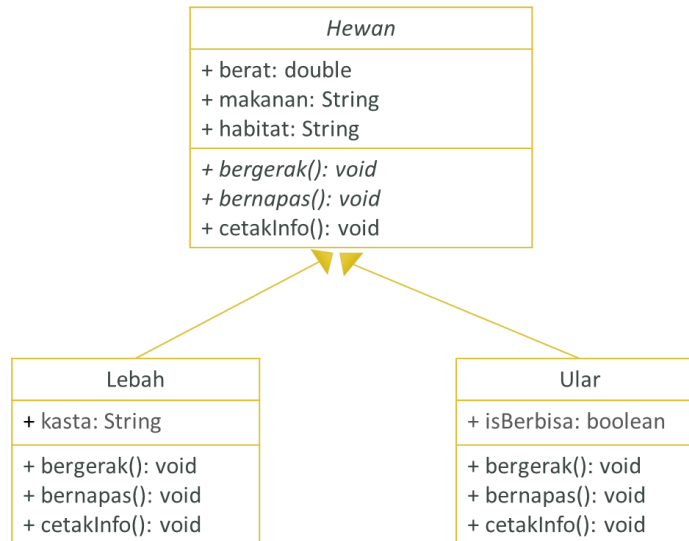 Hewan
+ berat: double
+ makanan: String
+ habitat: String
+ bergerak(): void
+ bernapas(): void
+ cetakInfo(): void
Lebah
+ kasta: String
+ bergerak(): void
+ bernapas(): void
+ cetakInfo(): void
Ular
+ isBerbisa: boolean
+ bergerak(): void
+ bernapas(): void
+ cetakInfo(): void